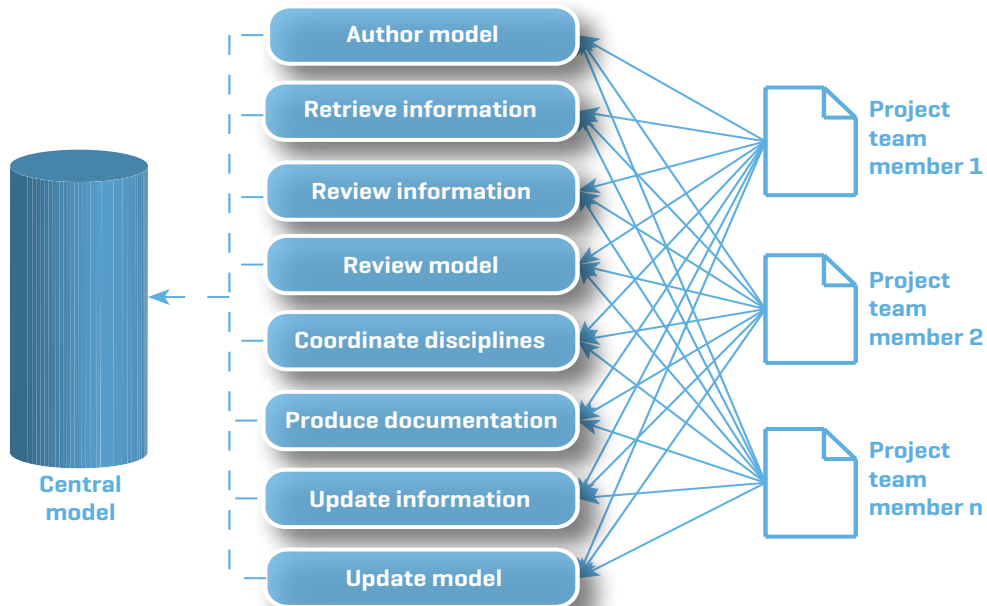 Author model
Retrieve information
Review information
Review model
Coordinate disciplines
Produce documentation
Update information
Update model
Central
model
Project
team
member 1
Project
team
member 2
Project
team
member n